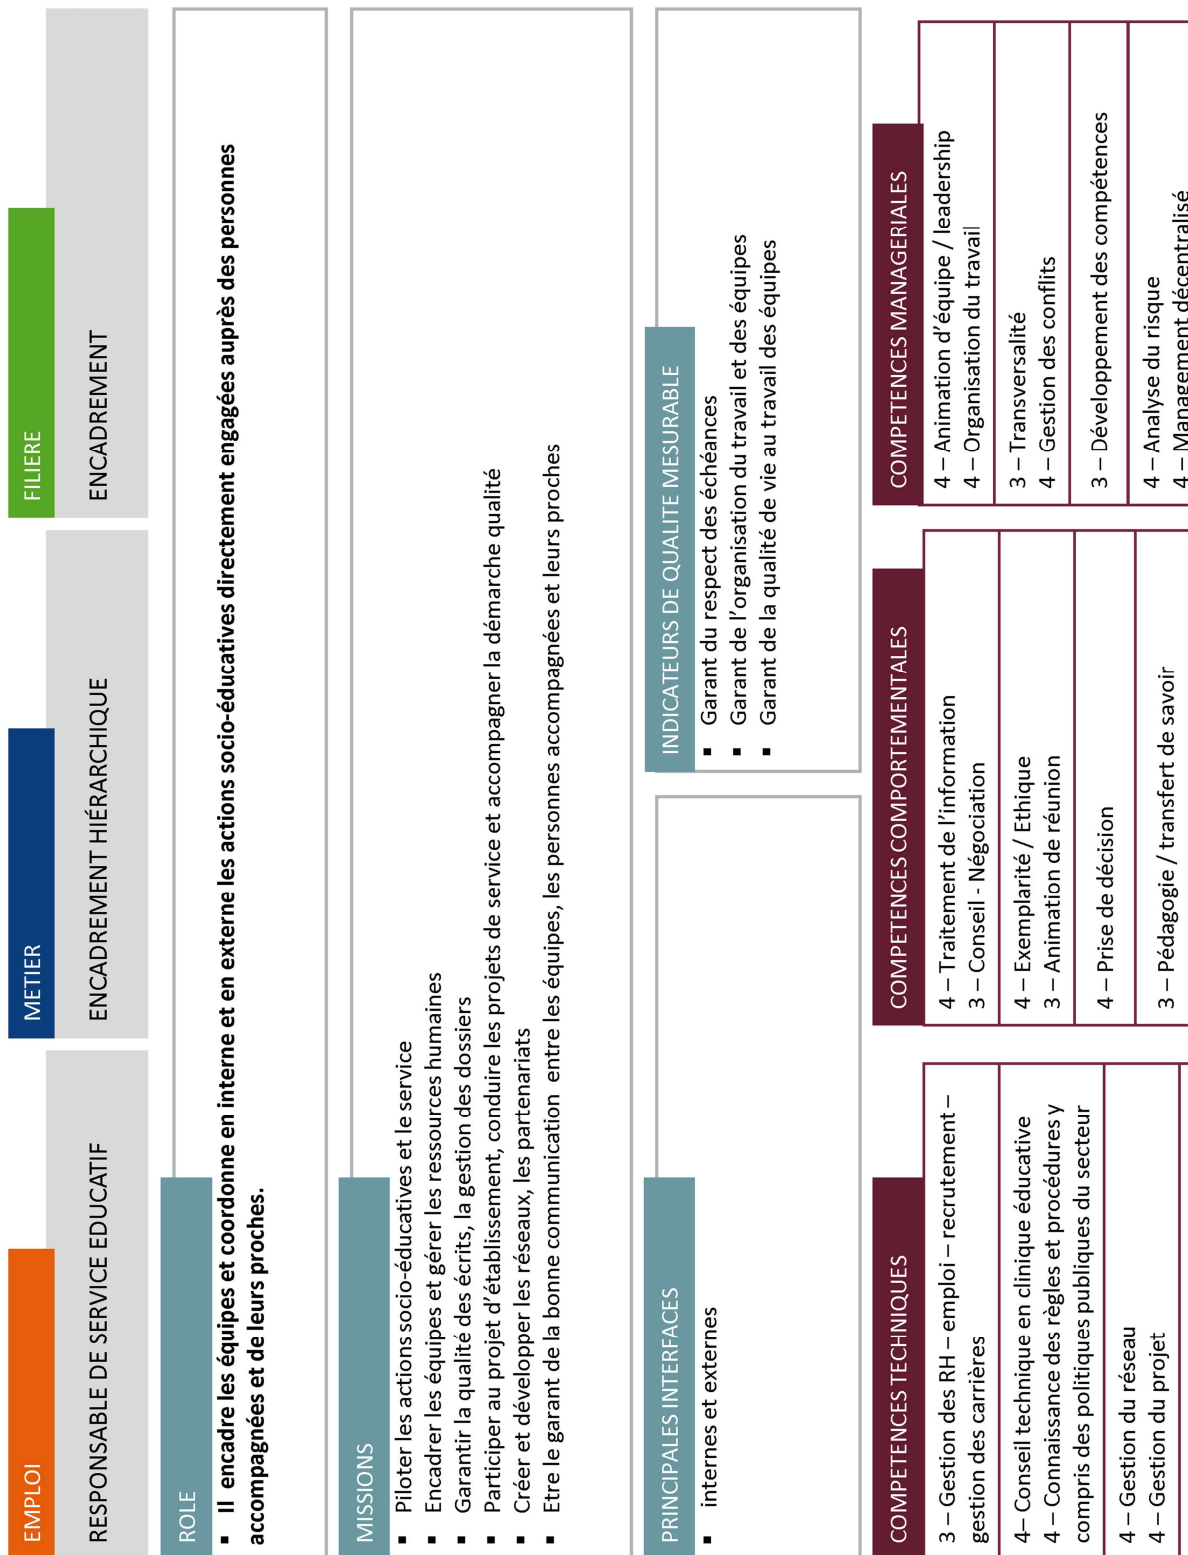 EMPLOI
RESPONSABLE DE SERVICE EDUCATIF
METIER
ENCADREMENT HIÉRARCHIQUE
FILIERE
ENCADREMENT
ROLE
▪ Il encadre les équipes et coordonne en interne et en externe les actions socio-éducatives directement engagées auprès des personnes
accompagnées et de leurs proches.
MISSIONS
▪ Piloter les actions socio-éducatives et le service
▪ Encadrer les équipes et gérer les ressources humaines
▪ Garantir la qualité des écrits, la gestion des dossiers
▪ Participer au projet d'établissement, conduire les projets de service et accompagner la démarche qualité
▪ Créer et développer les réseaux, les partenariats
▪ Etre le garant de la bonne communication entre les équipes, les personnes accompagnées et leurs proches
PRINCIPALES INTERFACES
▪ internes et externes
INDICATEURS DE QUALITE MESURABLE
▪ Garant du respect des échéances
▪ Garant de l'organisation du travail et des équipes
▪ Garant de la qualité de vie au travail des équipes
COMPETENCES TECHNIQUES
3 – Gestion des RH – emploi – recrutement –
gestion des carrières
4– Conseil technique en clinique éducative
4 – Connaissance des règles et procédures y
compris des politiques publiques du secteur
4 – Gestion du réseau
4 – Gestion du projet
COMPETENCES COMPORTEMENTALES
4 – Traitement de l'information
3 – Conseil - Négociation
4 – Exemplarité / Ethique
3 – Animation de réunion
4 – Prise de décision
3 – Pédagogie / transfert de savoir
COMPETENCES MANAGERIALES
4 – Animation d'équipe / leadership
4 – Organisation du travail
3 – Transversalité
4 – Gestion des conflits
3 – Développement des compétences
4 – Analyse du risque
4 – Management décentralisé